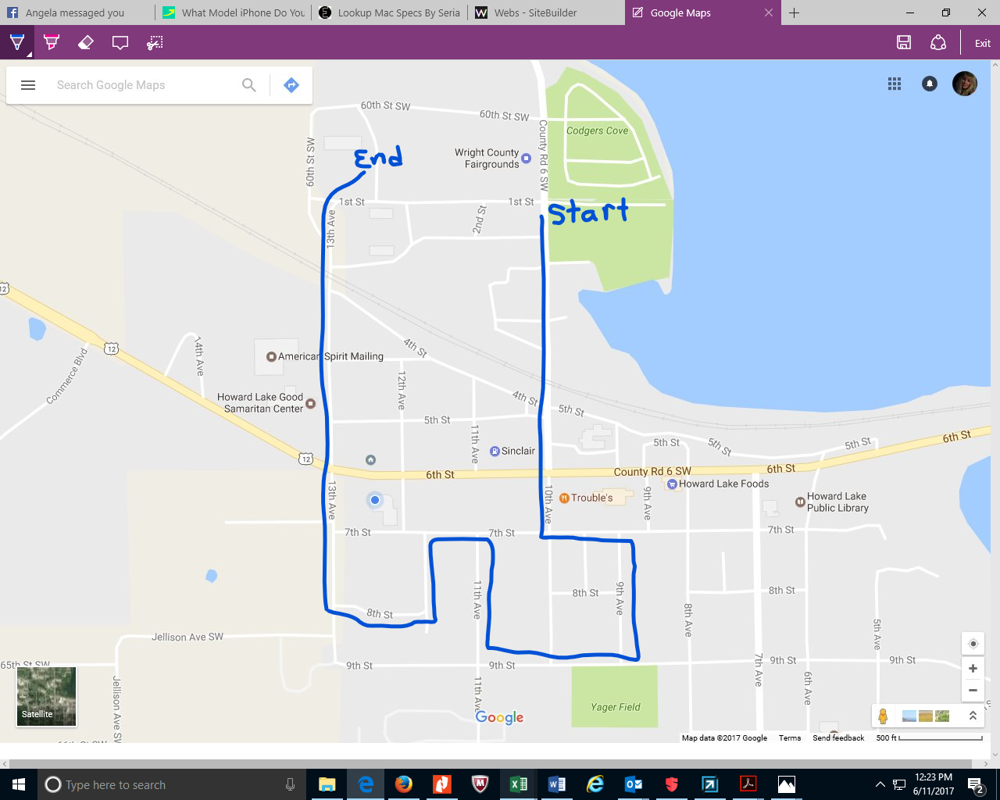 Angela messaged you
What Model iPhone Do You
Lookup Mac Specs By Seria
Webs - SiteBuilder
Google Maps
Exit
Search Google Maps
60th St SW
60th St SW
County Rd 6 SW
Codgers Cove
60th St SW
End
Wright County
Fairgrounds
1st St
1st St
Start
2nd St
13th Ave
12
12
14th Ave
Commerce Blvd
American Spirit Mailing
4th St
12th Ave
Howard Lake Good
Samaritan Center
4th St
5th St
5th St
11th Ave
Sinclair
5th St
5th St
5th St
6th St
12
6th St
County Rd 6 SW
6th St
Howard Lake Foods
13th Ave
10th Ave
Trouble's
9th Ave
Howard Lake
Public Library
7th St
7th St
7th St
11th Ave
8th St
9th Ave
8th St
8th St
8th Ave
5th Ave
Jellison Ave SW
65th St SW
9th St
9th St
7th Ave
9th St
9th St
6th Ave
Jellison Ave SW
11th Ave
Satellite
Yager Field
Google
66th St SW
Map data ©2017 Google
Terms
Send feedback
500 ft
Type here to search
12:23 PM
6/11/2017
2